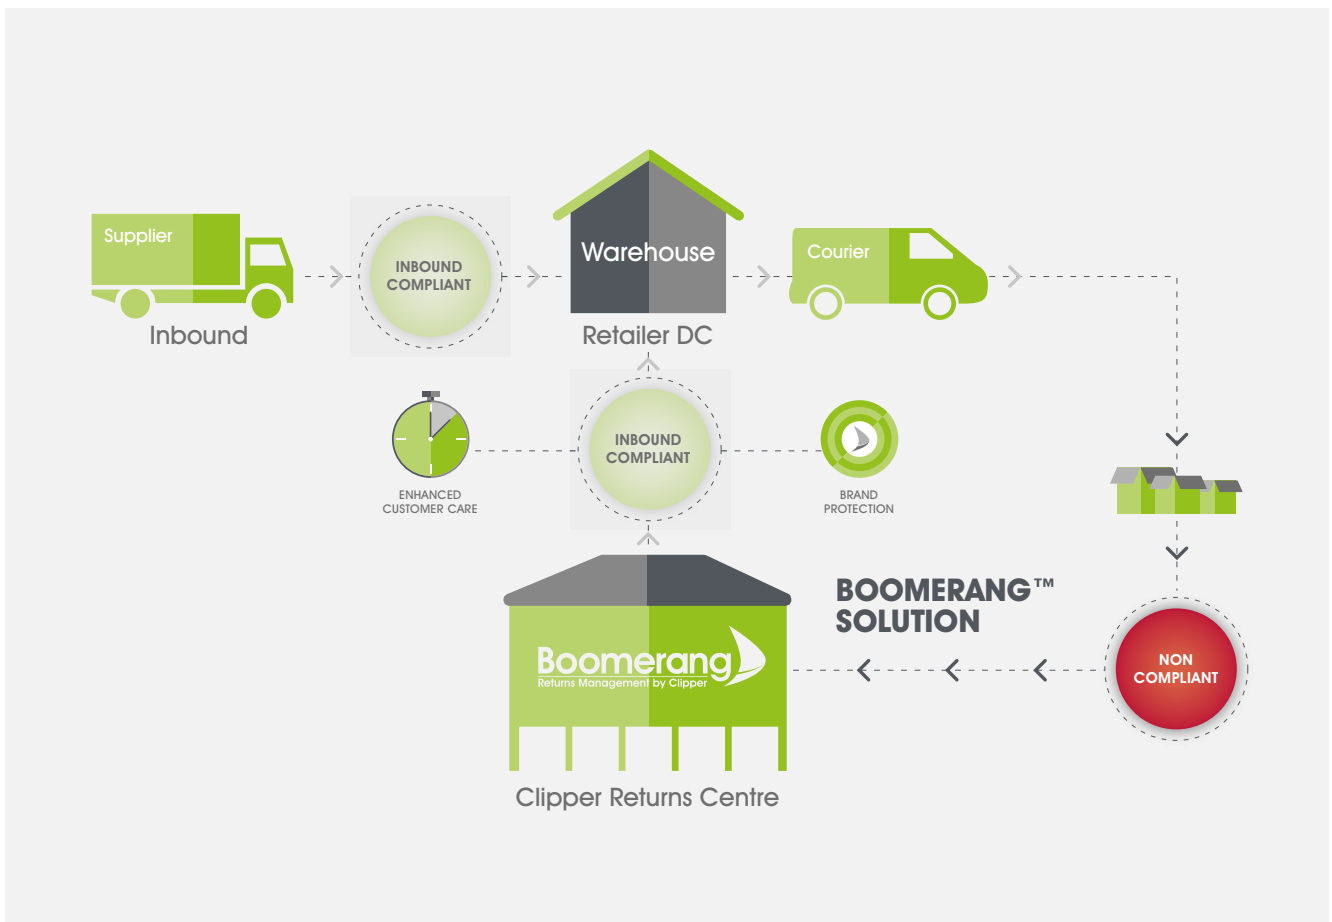 Supplier
Inbound
INBOUND
COMPLIANT
Warehouse
Retailer DC
Courier
ENHANCED
CUSTOMER CARE
INBOUND
COMPLIANT
BRAND
PROTECTION
BOOMERANG™
SOLUTION
NON
COMPLIANT
Boomerang
Returns Management by Clipper
Clipper Returns Centre